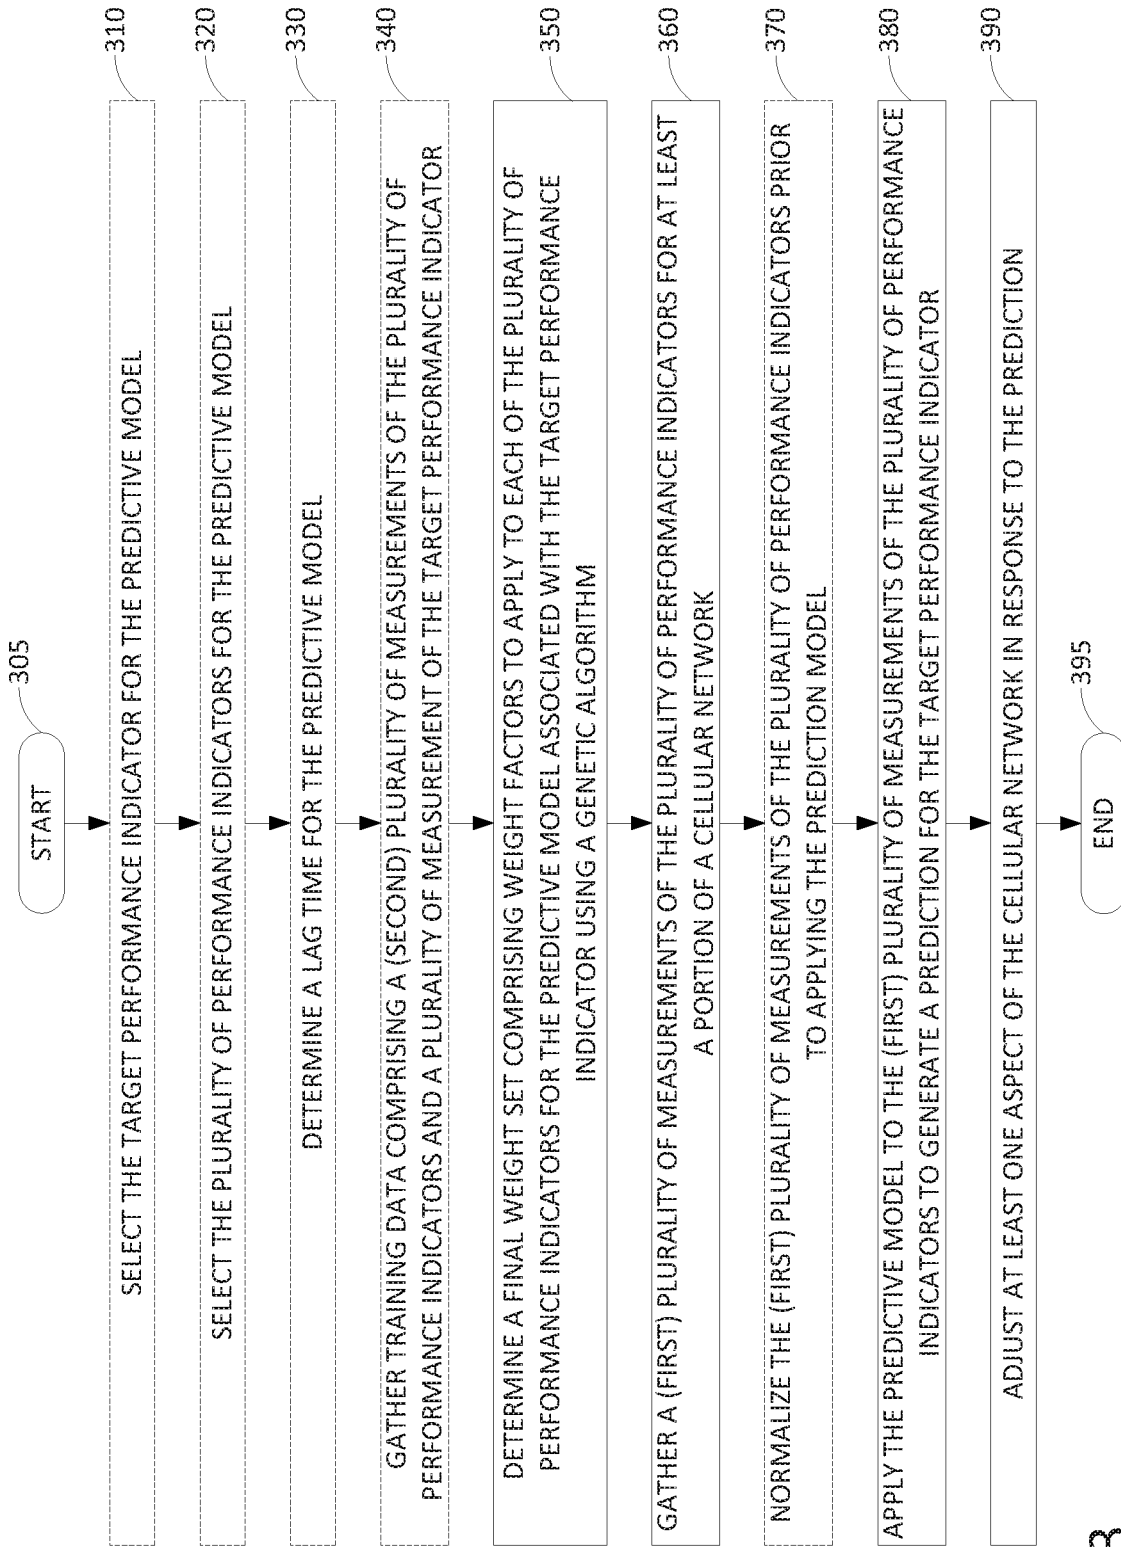 START
305
SELECT THE TARGET PERFORMANCE INDICATOR FOR THE PREDICTIVE MODEL
310
SELECT THE PLURALITY OF PERFORMANCE INDICATORS FOR THE PREDICTIVE MODEL
320
DETERMINE A LAG TIME FOR THE PREDICTIVE MODEL
330
GATHER TRAINING DATA COMPRISING A (SECOND) PLURALITY OF MEASUREMENTS OF THE PLURALITY OF
PERFORMANCE INDICATORS AND A PLURALITY OF MEASUREMENT OF THE TARGET PERFORMANCE INDICATOR
340
DETERMINE A FINAL WEIGHT SET COMPRISING WEIGHT FACTORS TO APPLY TO EACH OF THE PLURALITY OF
PERFORMANCE INDICATORS FOR THE PREDICTIVE MODEL ASSOCIATED WITH THE TARGET PERFORMANCE
INDICATOR USING A GENETIC ALGORITHM
350
GATHER A (FIRST) PLURALITY OF MEASUREMENTS OF THE PLURALITY OF PERFORMANCE INDICATORS FOR AT LEAST
A PORTION OF A CELLULAR NETWORK
360
NORMALIZE THE (FIRST) PLURALITY OF MEASUREMENTS OF THE PLURALITY OF PERFORMANCE INDICATORS PRIOR
TO APPLYING THE PREDICTION MODEL
370
APPLY THE PREDICTIVE MODEL TO THE (FIRST) PLURALITY OF MEASUREMENTS OF THE PLURALITY OF PERFORMANCE
INDICATORS TO GENERATE A PREDICTION FOR THE TARGET PERFORMANCE INDICATOR
380
ADJUST AT LEAST ONE ASPECT OF THE CELLULAR NETWORK IN RESPONSE TO THE PREDICTION
390
END
395